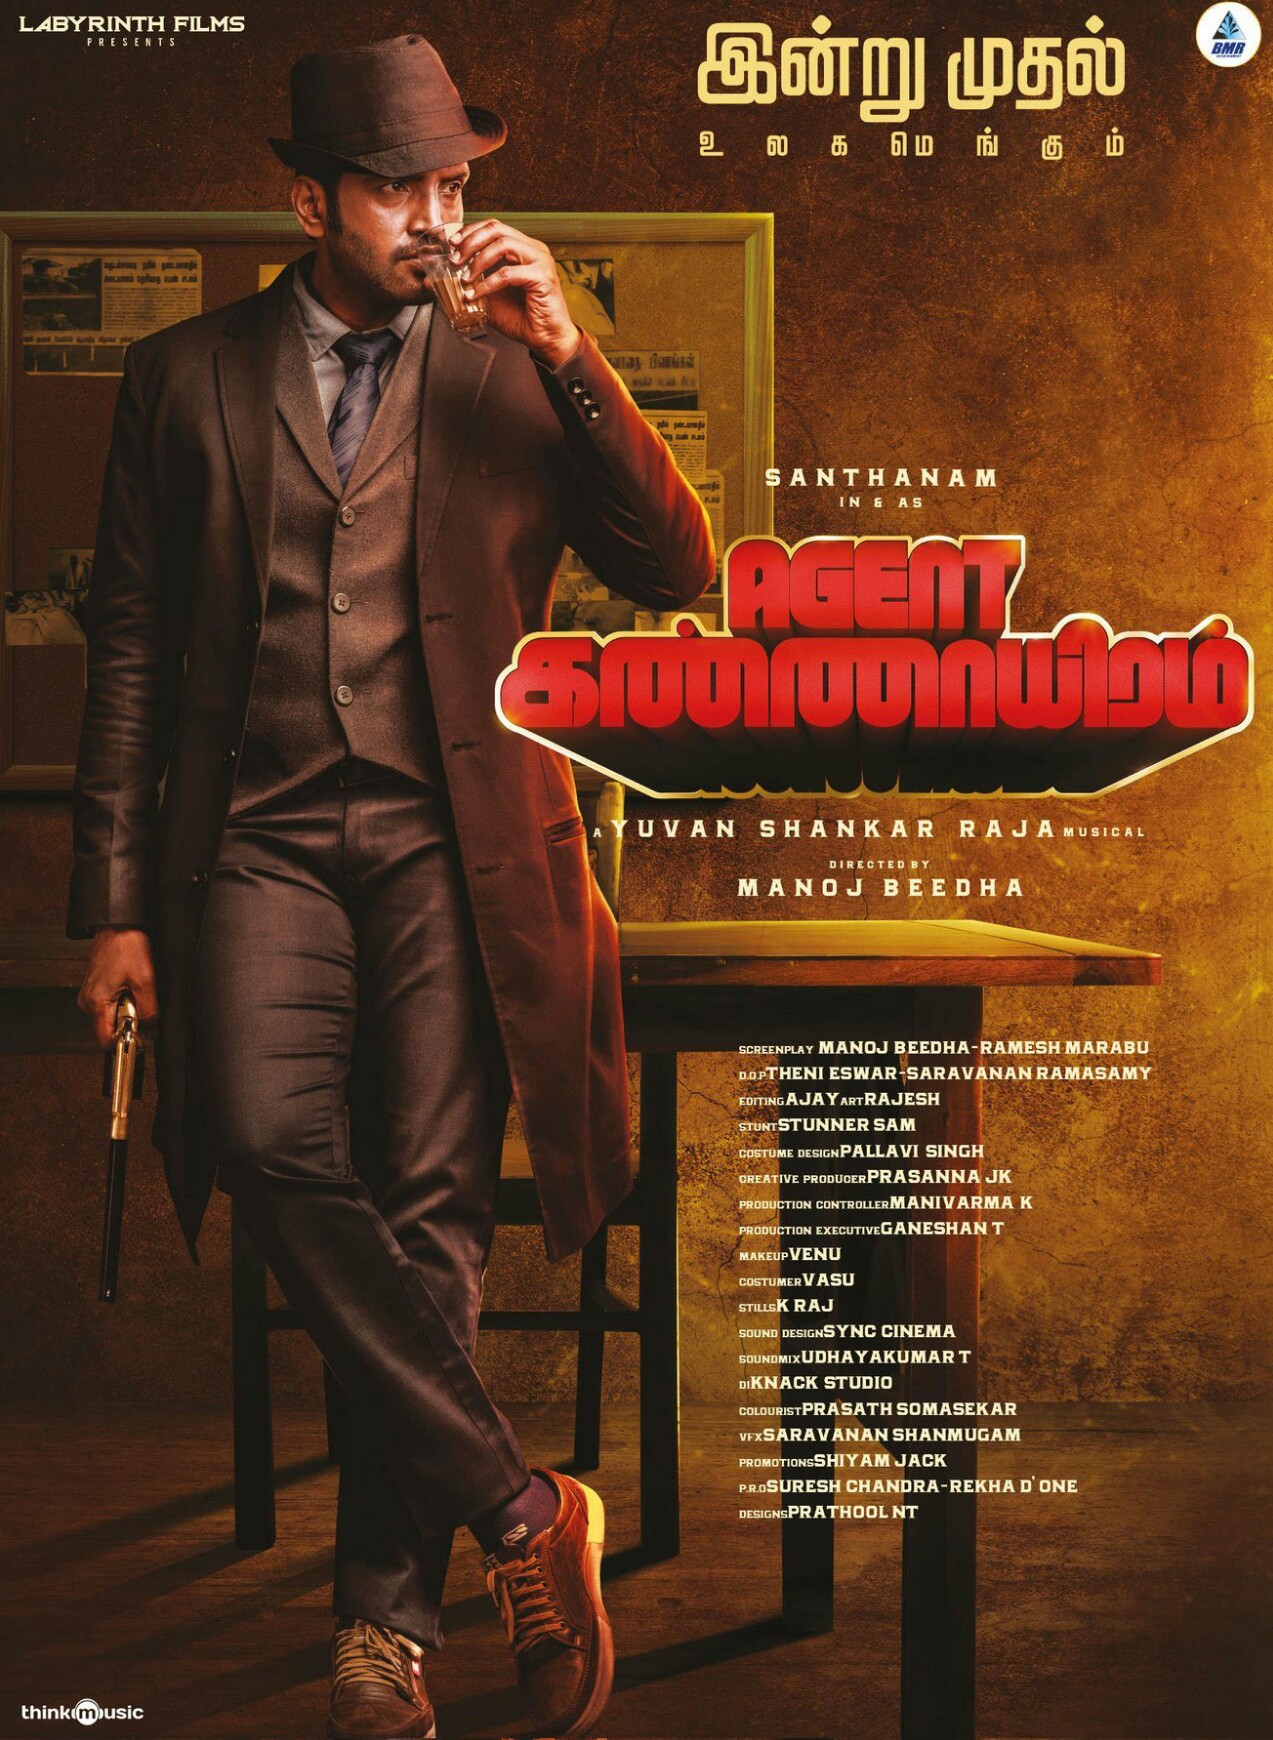 LABYRINTH FILMS
PRESENTS
இன்று முதல்
உலகமெங்கும்
BMR
SANTHANAM
IN & AS
AGENT
கண்ணாயிரம்
A YUVAN SHANKAR RAJA MUSICAL
DIRECTED BY
MANOJ BEEDHA
SCREENPLAY MANOJ BEEDHA-RAMESH MARABU
D.O.P THENI ESWAR-SARAVANAN RAMASAMY
EDITING AJAY ART RAJESH
STUNT STUNNER SAM
COSTUME DESIGN PALLAVI SINGH
CREATIVE PRODUCER PRASANNA JK
PRODUCTION CONTROLLER MANIVARMA K
PRODUCTION EXECUTIVE GANESHAN T
MAKEUP VENU
COSTUMER VASU
STILLS K RAJ
SOUND DESIGN SYNC CINEMA
SOUNDMIX UDHAYAKUMAR T
DI KNACK STUDIO
COLOURIST PRASATH SOMASEKAR
VFX SARAVANAN SHANMUGAM
PROMOTIONS SHIYAM JACK
P.R.O SURESH CHANDRA-REKHA D'ONE
DESIGNS PRATHOOL NT
think music